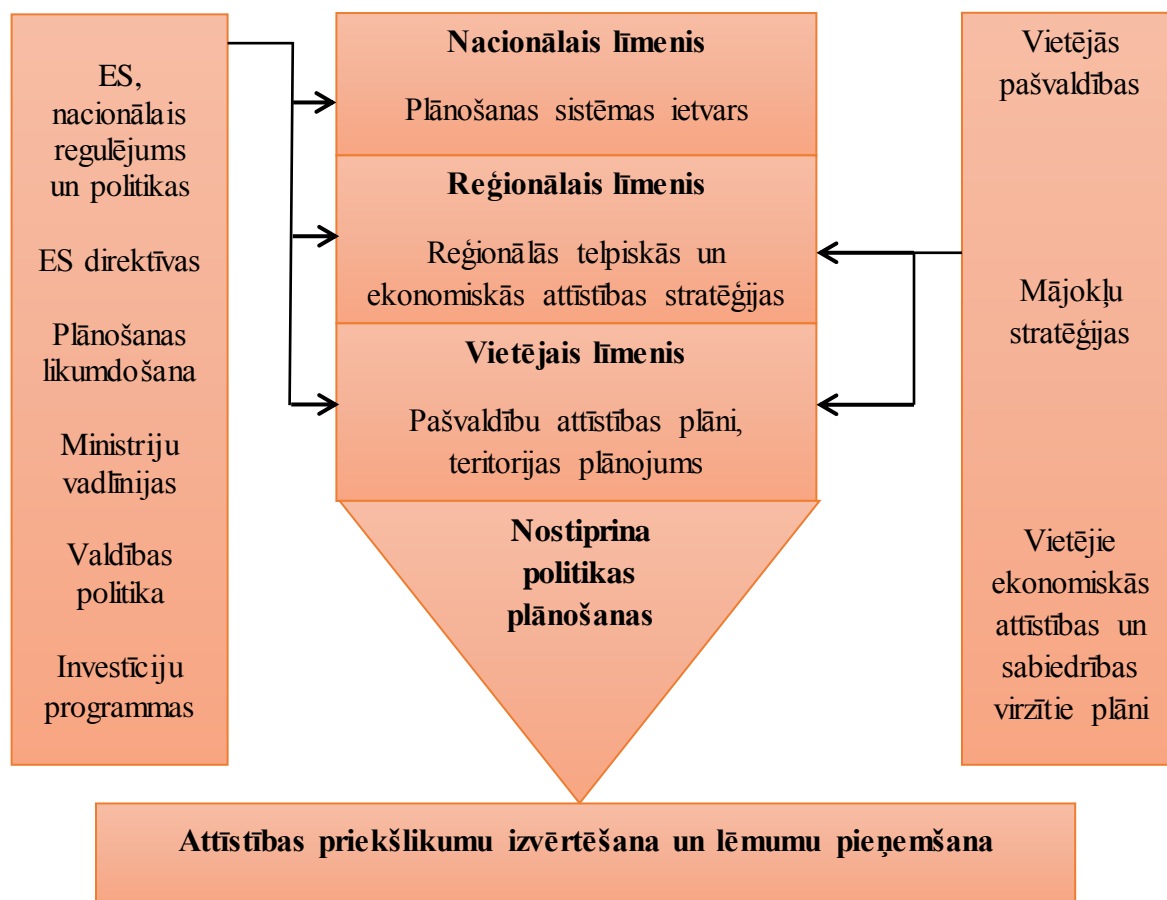 ES,
nacionālais
regulējums
un politikas
ES direktīvas
Plānošanas
likumdošana
Ministriju
vadlīnijas
Valdības
politika
Investīciju
programmas
Nacionālais līmenis
Plānošanas sistēmas ietvars
Reģionālais līmenis
Reģionālās telpiskās un
ekonomiskās attīstības stratēģijas
Vietējais līmenis
Pašvaldību attīstības plāni,
teritorijas plānojums
Nostiprina
politikas
plānošanas
Vietējās
pašvaldības
Mājokļu
stratēģijas
Vietējie
ekonomiskās
attīstības un
sabiedrības
virzītie plāni
Attīstības priekšlikumu izvērtēšana un lēmumu pieņemšana